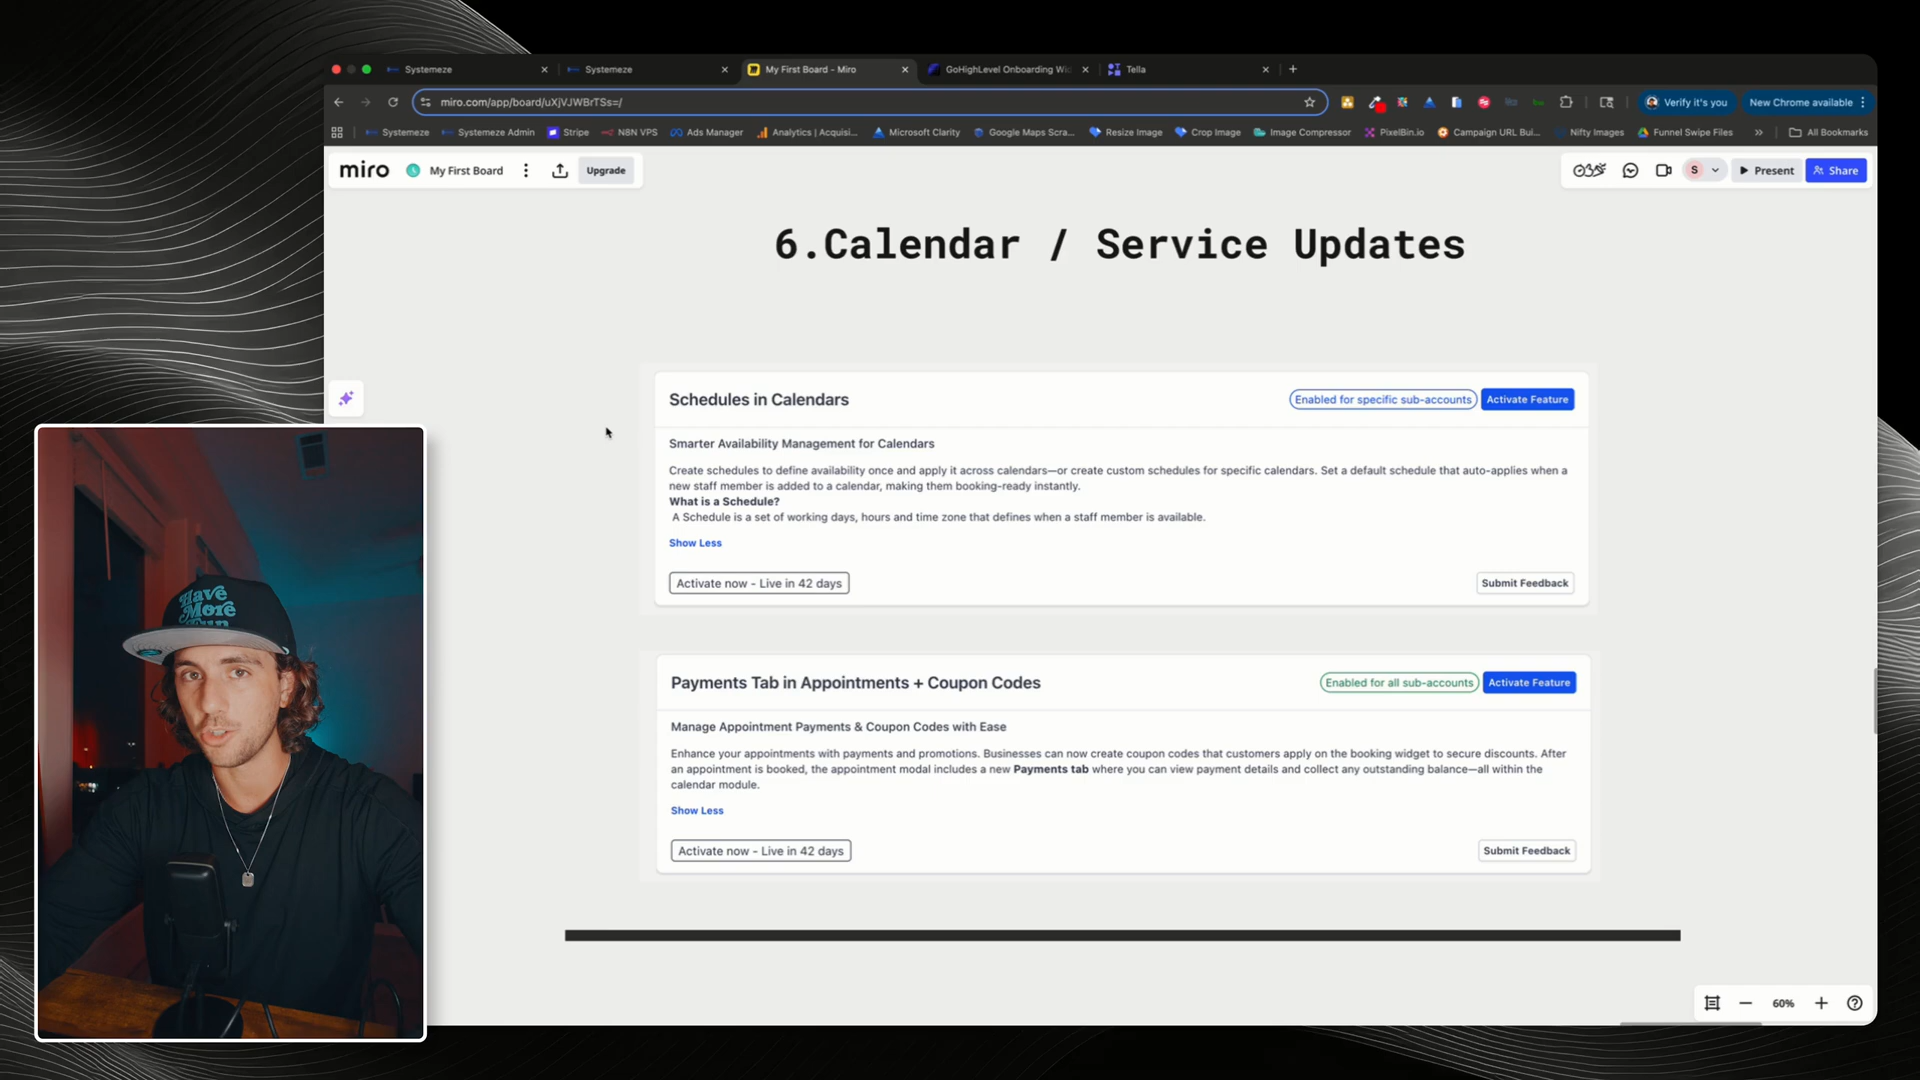 Systemeze
Systemeze
My First Board - Miro
GoHighLevel Onboarding Wi
Tella
miro.com/app/board/uXjVJWBrTSs=/
Verify it's you
New Chrome available
Systemeze
Systemeze Admin
Stripe
N8N VPS
Ads Manager
Analytics | Acquisi...
Microsoft Clarity
Google Maps Scra...
Resize Image
Crop Image
Image Compressor
PixelBin.io
Campaign URL Bui...
Nifty Images
Funnel Swipe Files
All Bookmarks
miro
My First Board
Upgrade
S
Present
Share
6.Calendar / Service Updates
Schedules in Calendars
Enabled for specific sub-accounts
Activate Feature
Smarter Availability Management for Calendars
Create schedules to define availability once and apply it across calendars—or create custom schedules for specific calendars. Set a default schedule that auto-applies when a
new staff member is added to a calendar, making them booking-ready instantly.
What is a Schedule?
A Schedule is a set of working days, hours and time zone that defines when a staff member is available.
Show Less
Activate now - Live in 42 days
Submit Feedback
Have
More
Fun
Payments Tab in Appointments + Coupon Codes
Enabled for all sub-accounts
Activate Feature
Manage Appointment Payments & Coupon Codes with Ease
Enhance your appointments with payments and promotions. Businesses can now create coupon codes that customers apply on the booking widget to secure discounts. After
an appointment is booked, the appointment modal includes a new Payments tab where you can view payment details and collect any outstanding balance—all within the
calendar module.
Show Less
Activate now - Live in 42 days
Submit Feedback
60%